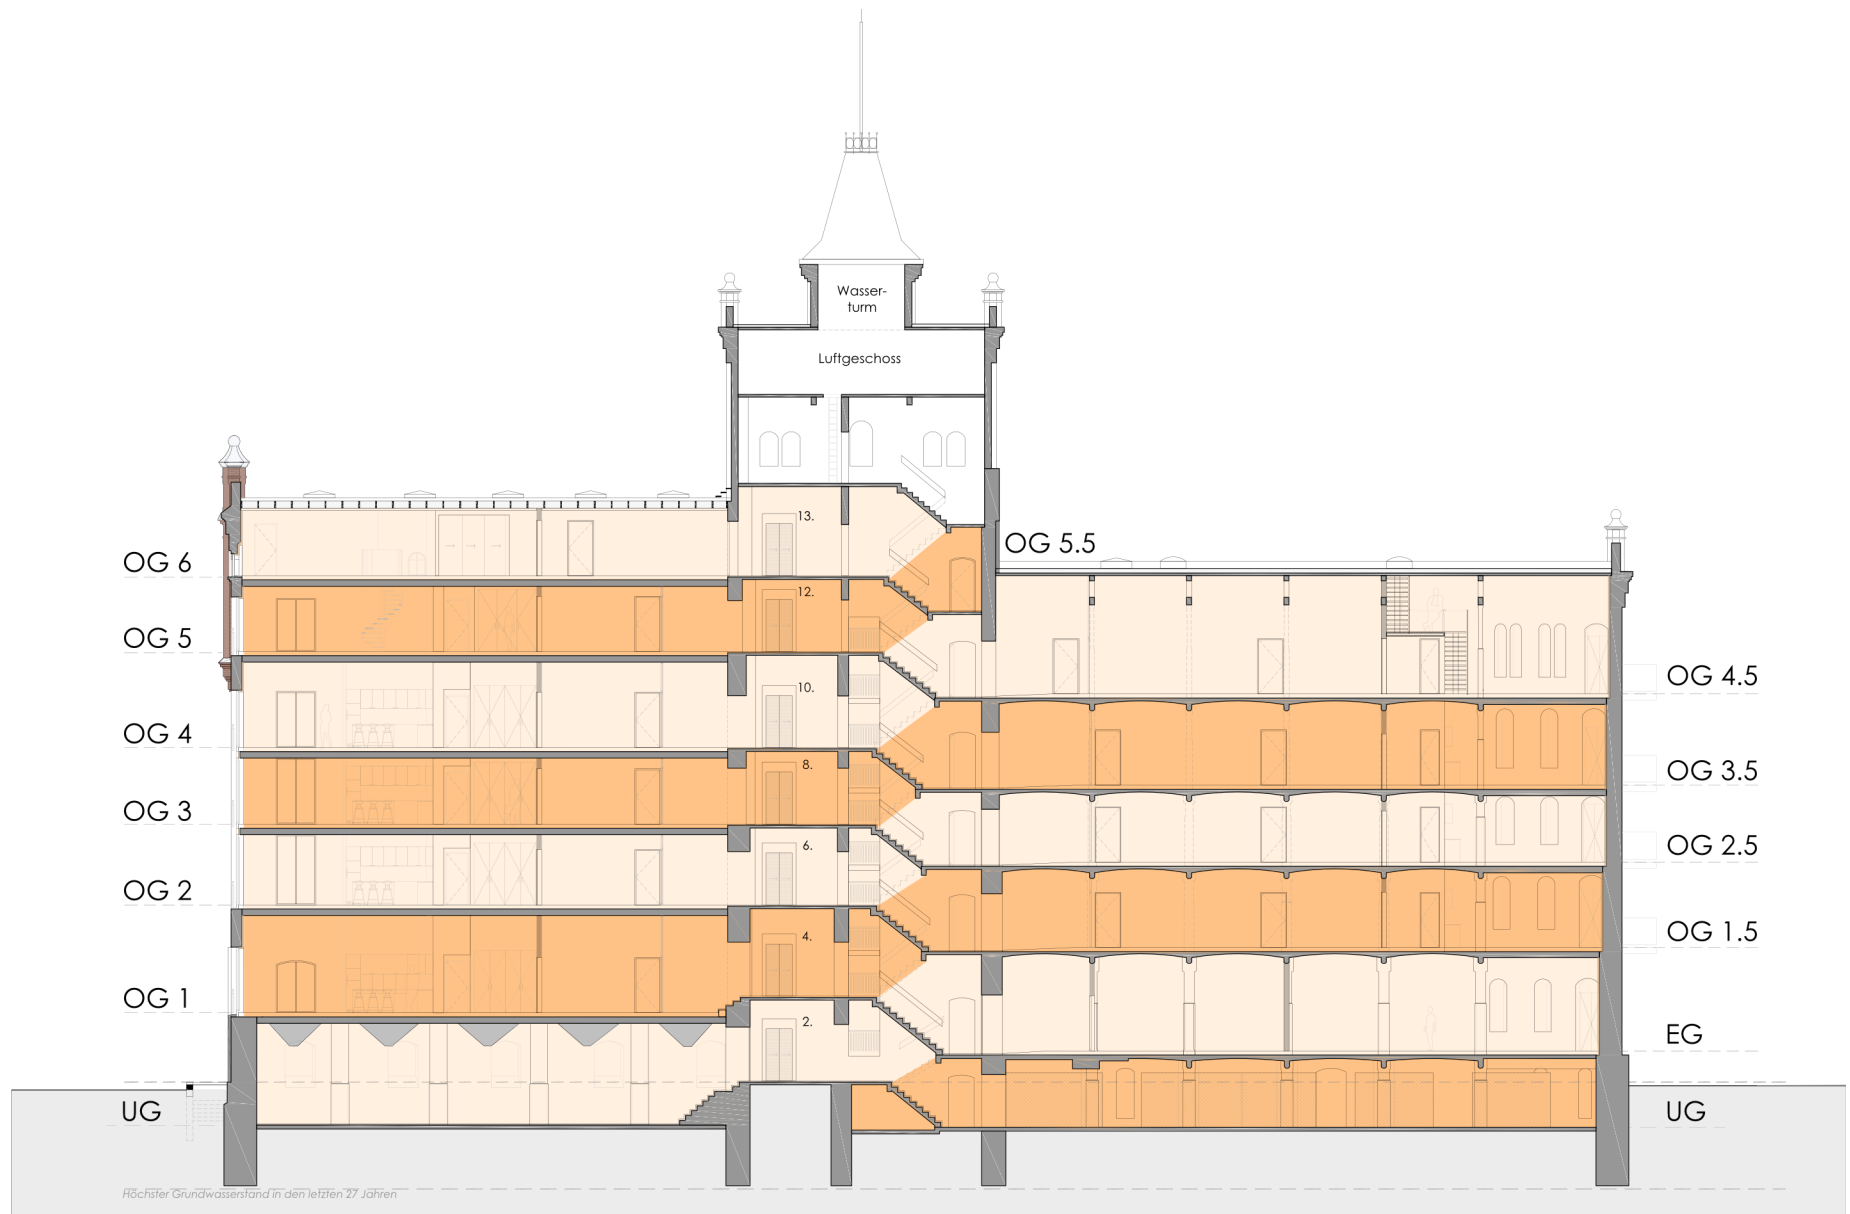 Wasser-
turm
Luftgeschoss
13.
OG 5.5
OG 6
12.
OG 5
OG 4.5
10.
OG 4
8.
OG 3.5
OG 3
6.
OG 2.5
OG 2
4.
OG 1.5
OG 1
2.
EG
UG
UG
Höchster Grundwasserstand in den letzten 27 Jahren